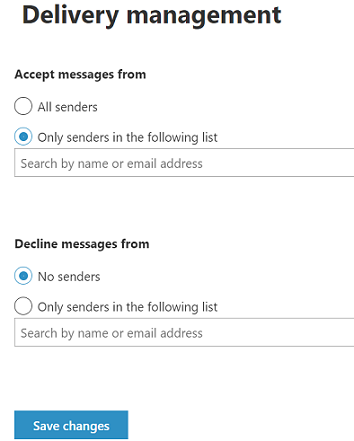 Delivery management
Accept messages from
All senders
Only senders in the following list
Search by name or email address
Decline messages from
No senders
Only senders in the following list
Search by name or email address
Save changes